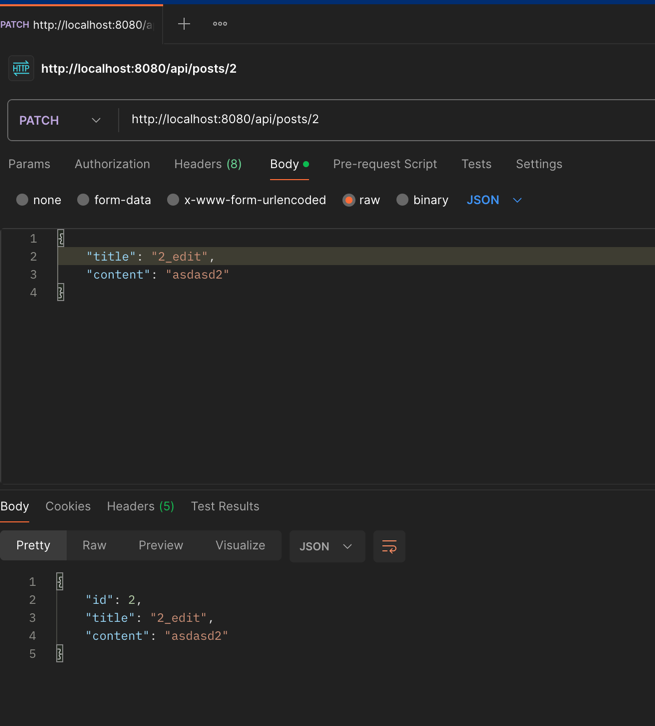 PATCH http://localhost:8080/a
HTTP http://localhost:8080/api/posts/2
PATCH http://localhost:8080/api/posts/2
Params Authorization Headers (8) Body Pre-request Script Tests Settings
none form-data x-www-form-urlencoded raw binary JSON
1 {
2 "title": "2_edit",
3 "content": "asdasd2"
4 }
Body Cookies Headers (5) Test Results
Pretty Raw Preview Visualize JSON
1 {
2 "id": 2,
3 "title": "2_edit",
4 "content": "asdasd2"
5 }